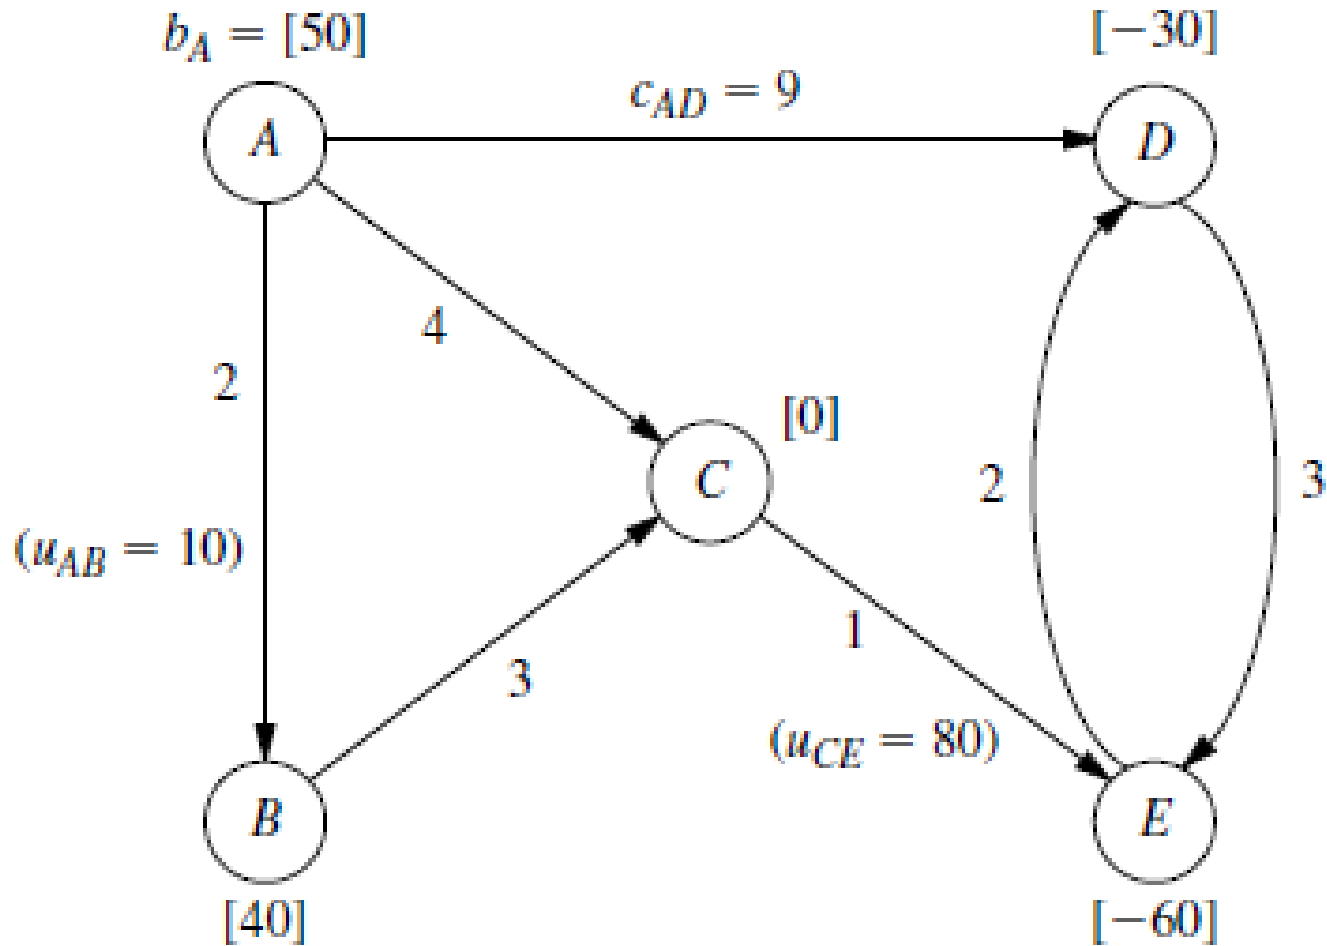 b_A = [50]
[−30]
c_AD = 9
A
D
4
2
[0]
C
2
3
(u_AB = 10)
3
1
(u_CE = 80)
B
E
[40]
[−60]